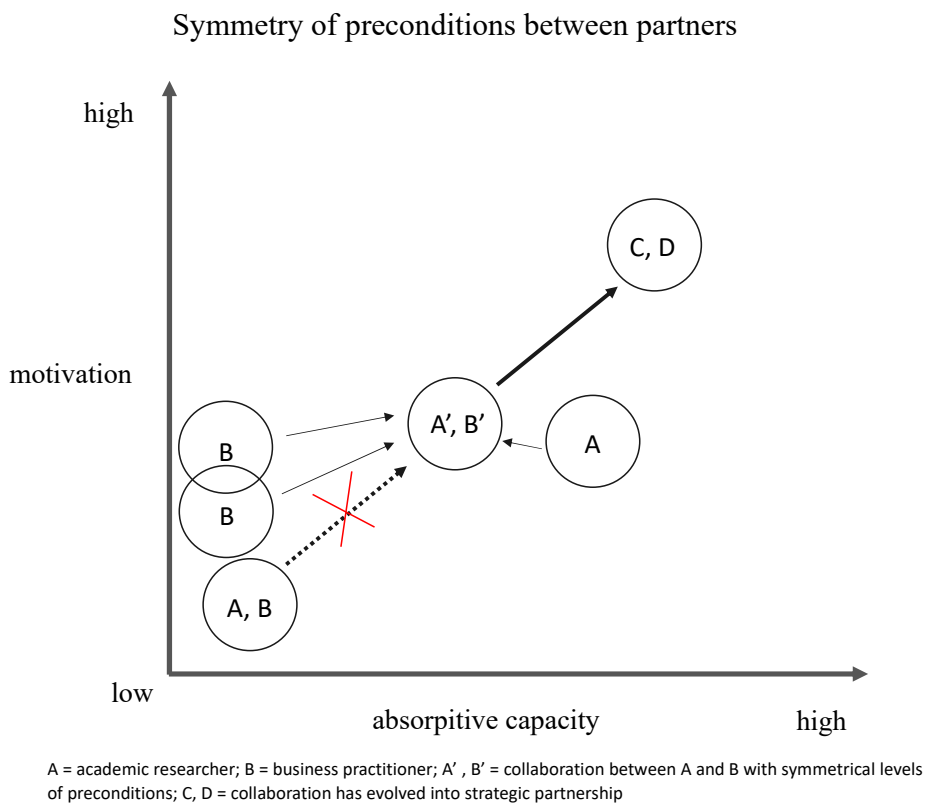 Symmetry of preconditions between partners
high
C, D
motivation
A’, B’
A
B
B
A, B
low
absorpitive capacity
high
A = academic researcher; B = business practitioner; A’ , B’ = collaboration between A and B with symmetrical levels
of preconditions; C, D = collaboration has evolved into strategic partnership